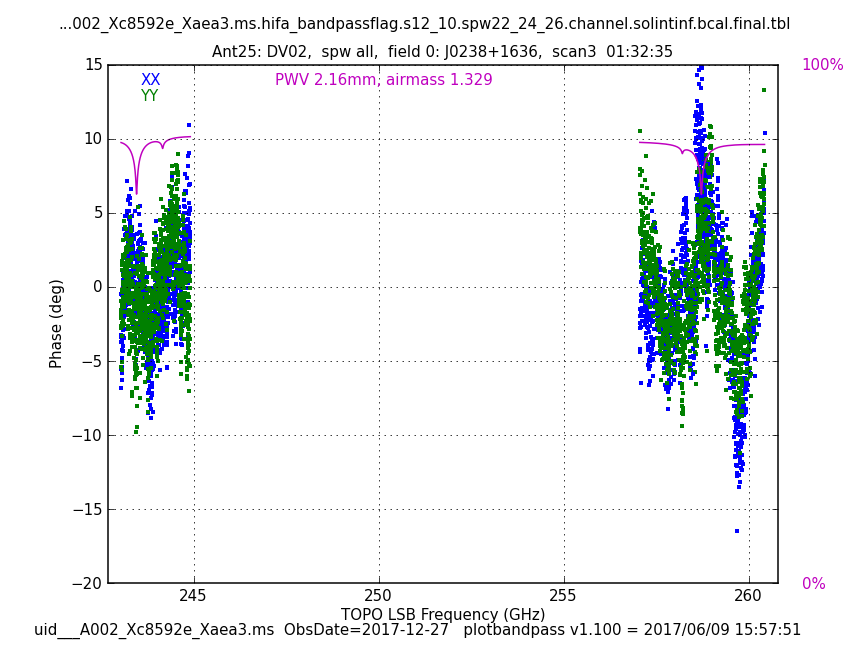 ...002_Xc8592e_Xaea3.ms.hifa_bandpassflag.s12_10.spw22_24_26.channel.solintinf.bcal.final.tbl
Ant25: DV02,  spw all,  field 0: J0238+1636,  scan3  01:32:35
XX
PWV 2.16mm, airmass 1.329
YY
100%
0%
15
10
5
0
−5
−10
−15
−20
Phase (deg)
245
250
255
260
TOPO LSB Frequency (GHz)
uid___A002_Xc8592e_Xaea3.ms  ObsDate=2017-12-27   plotbandpass v1.100 = 2017/06/09 15:57:51